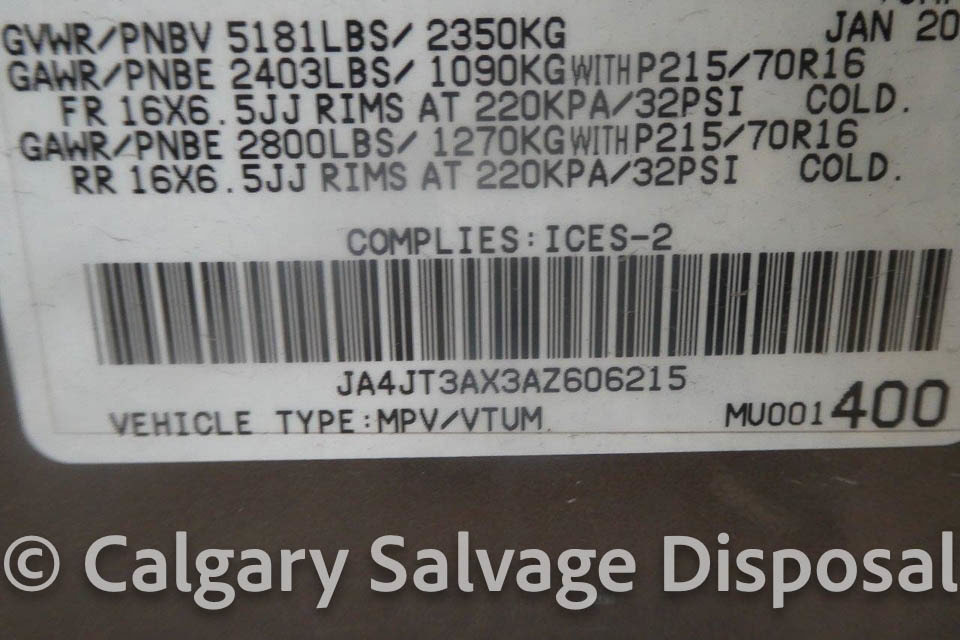 GVWR/PNBV 5181LBS/ 2350KG JAN 20
GAWR/PNBE 2403LBS/ 1090KG WITH P215/70R16
FR 16X6.5JJ RIMS AT 220KPA/32PSI COLD.
GAWR/PNBE 2800LBS/ 1270KG WITH P215/70R16
RR 16X6.5JJ RIMS AT 220KPA/32PSI COLD.
COMPLIES:ICES-2
JA4JT3AX3AZ606215
VEHICLE TYPE:MPV/VTUM MU001400
© Calgary Salvage Disposal